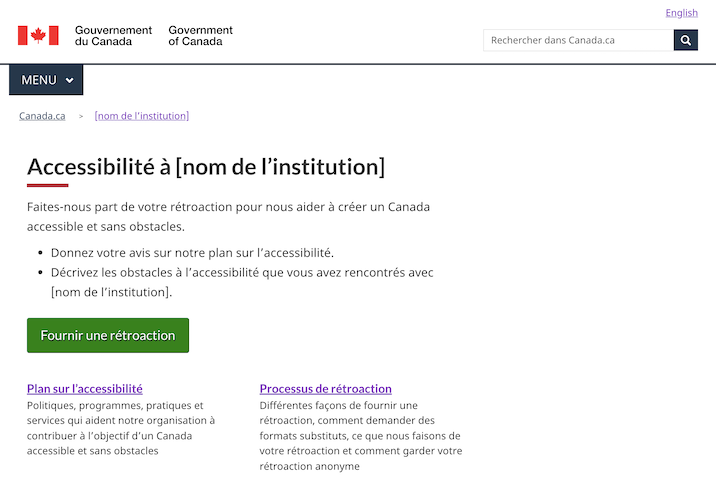 English
Gouvernement
du Canada
Government
of Canada
Rechercher dans Canada.ca
MENU
Canada.ca > [nom de l'institution]
Accessibilité à [nom de l’institution]
Faites-nous part de votre rétroaction pour nous aider à créer un Canada
accessible et sans obstacles.
• Donnez votre avis sur notre plan sur l’accessibilité.
• Décrivez les obstacles à l’accessibilité que vous avez rencontrés avec
[nom de l’institution].
Fournir une rétroaction
Plan sur l’accessibilité
Politiques, programmes, pratiques et
services qui aident notre organisation à
contribuer à l’objectif d’un Canada
accessible et sans obstacles
Processus de rétroaction
Différentes façons de fournir une
rétroaction, comment demander des
formats substituts, ce que nous faisons de
votre rétroaction et comment garder votre
rétroaction anonyme